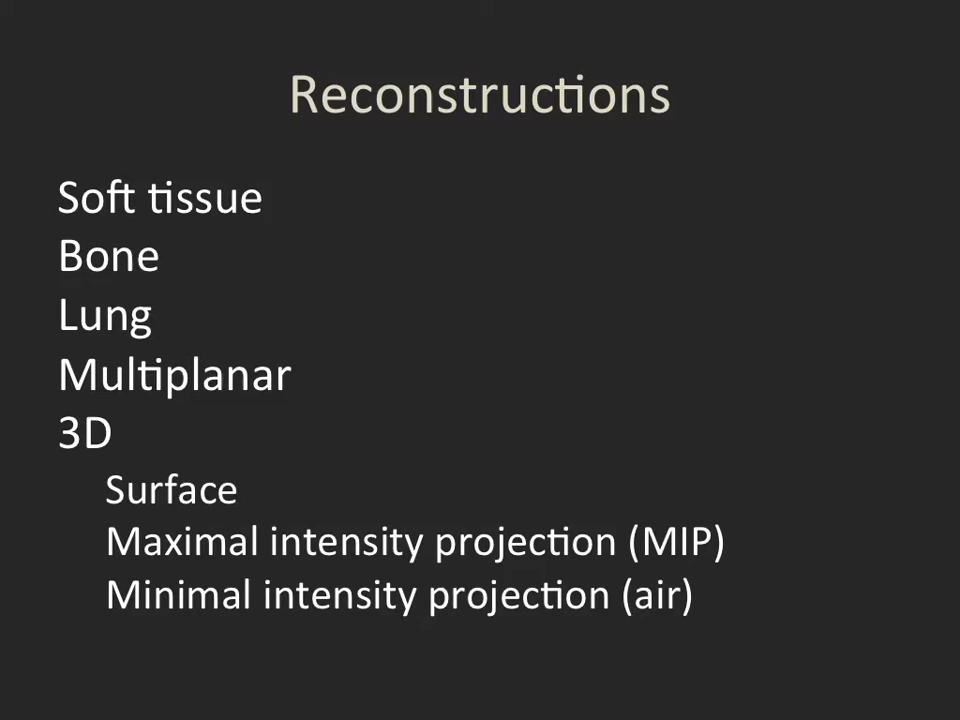 Reconstructions
Soft tissue
Bone
Lung
Multiplanar
3D
Surface
Maximal intensity projection (MIP)
Minimal intensity projection (air)